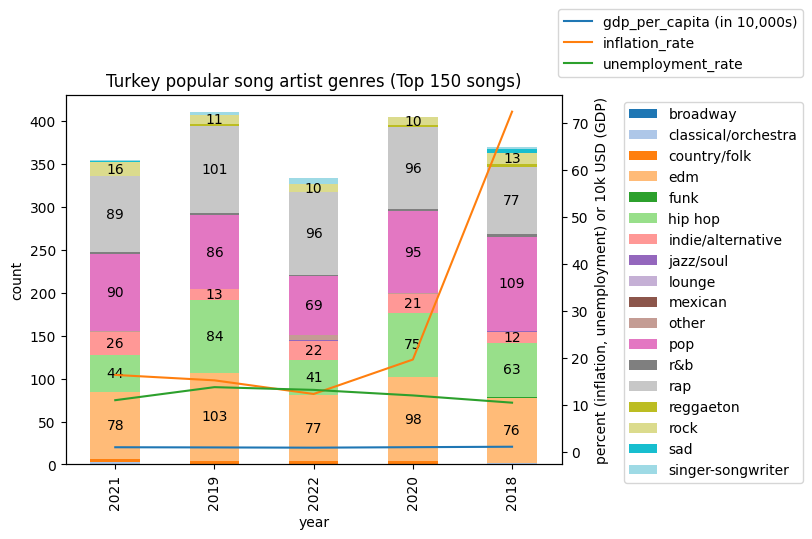 gdp_per_capita (in 10,000s)
inflation_rate
unemployment_rate
Turkey popular song artist genres (Top 150 songs)
count
400
350
300
250
200
150
100
50
0
16
89
90
26
44
78
11
101
86
13
84
103
10
96
69
22
41
77
10
96
95
21
75
98
13
77
109
12
63
76
70
60
50
40
30
20
10
0
percent (inflation, unemployment) or 10k USD (GDP)
2021
2019
2022
2020
2018
year
broadway
classical/orchestra
country/folk
edm
funk
hip hop
indie/alternative
jazz/soul
lounge
mexican
other
pop
r&b
rap
reggaeton
rock
sad
singer-songwriter